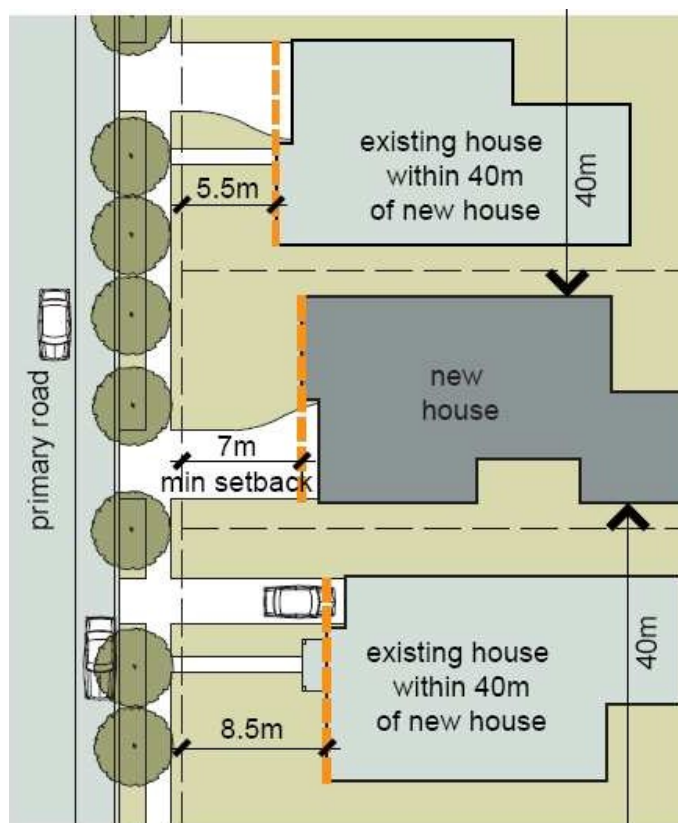 existing house
within 40m
of new house
40m
5.5m
new
house
7m
min setback
primary road
existing house
within 40m
of new house
40m
8.5m